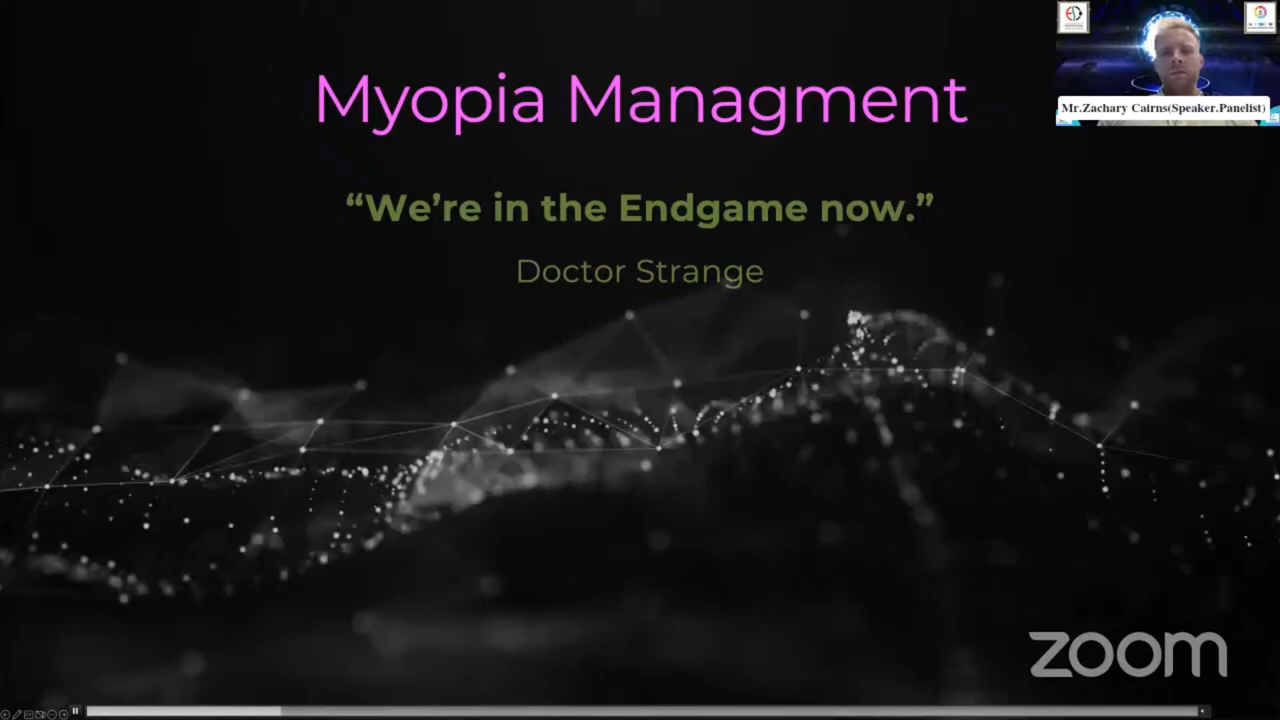 Myopia Managment
“We’re in the Endgame now.”
Doctor Strange
Mr.Zachary Cairns(Speaker.Panelist)
zoom